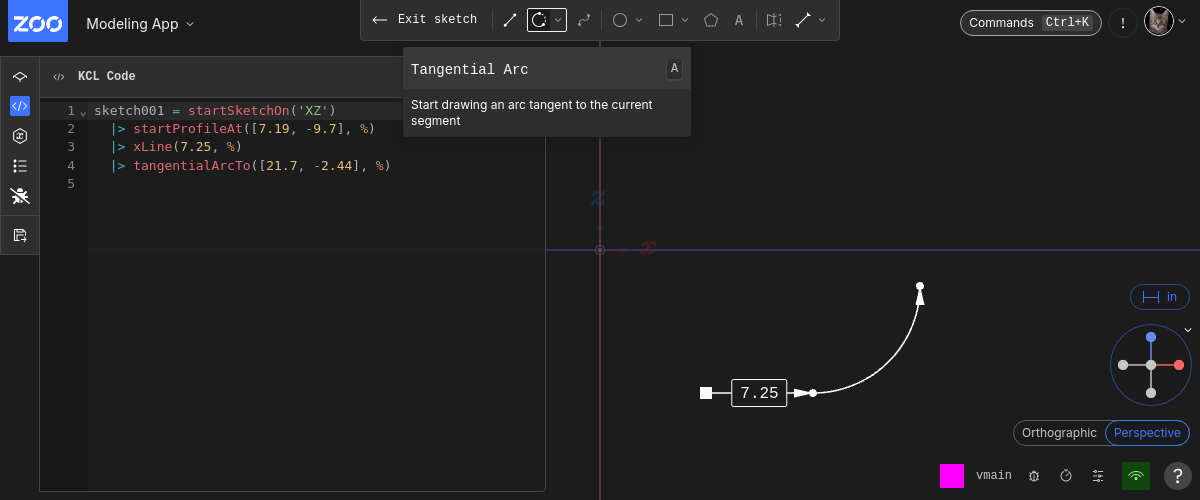 ZOO
Modeling App
Exit sketch
A
Commands Ctrl+K
!
Tangential Arc A
Start drawing an arc tangent to the current
segment
KCL Code
1 sketch001 = startSketchOn('XZ')
2 |> startProfileAt([7.19, -9.7], %)
3 |> xLine(7.25, %)
4 |> tangentialArcTo([21.7, -2.44], %)
5
z
x
in
7.25
Orthographic Perspective
vmain
?